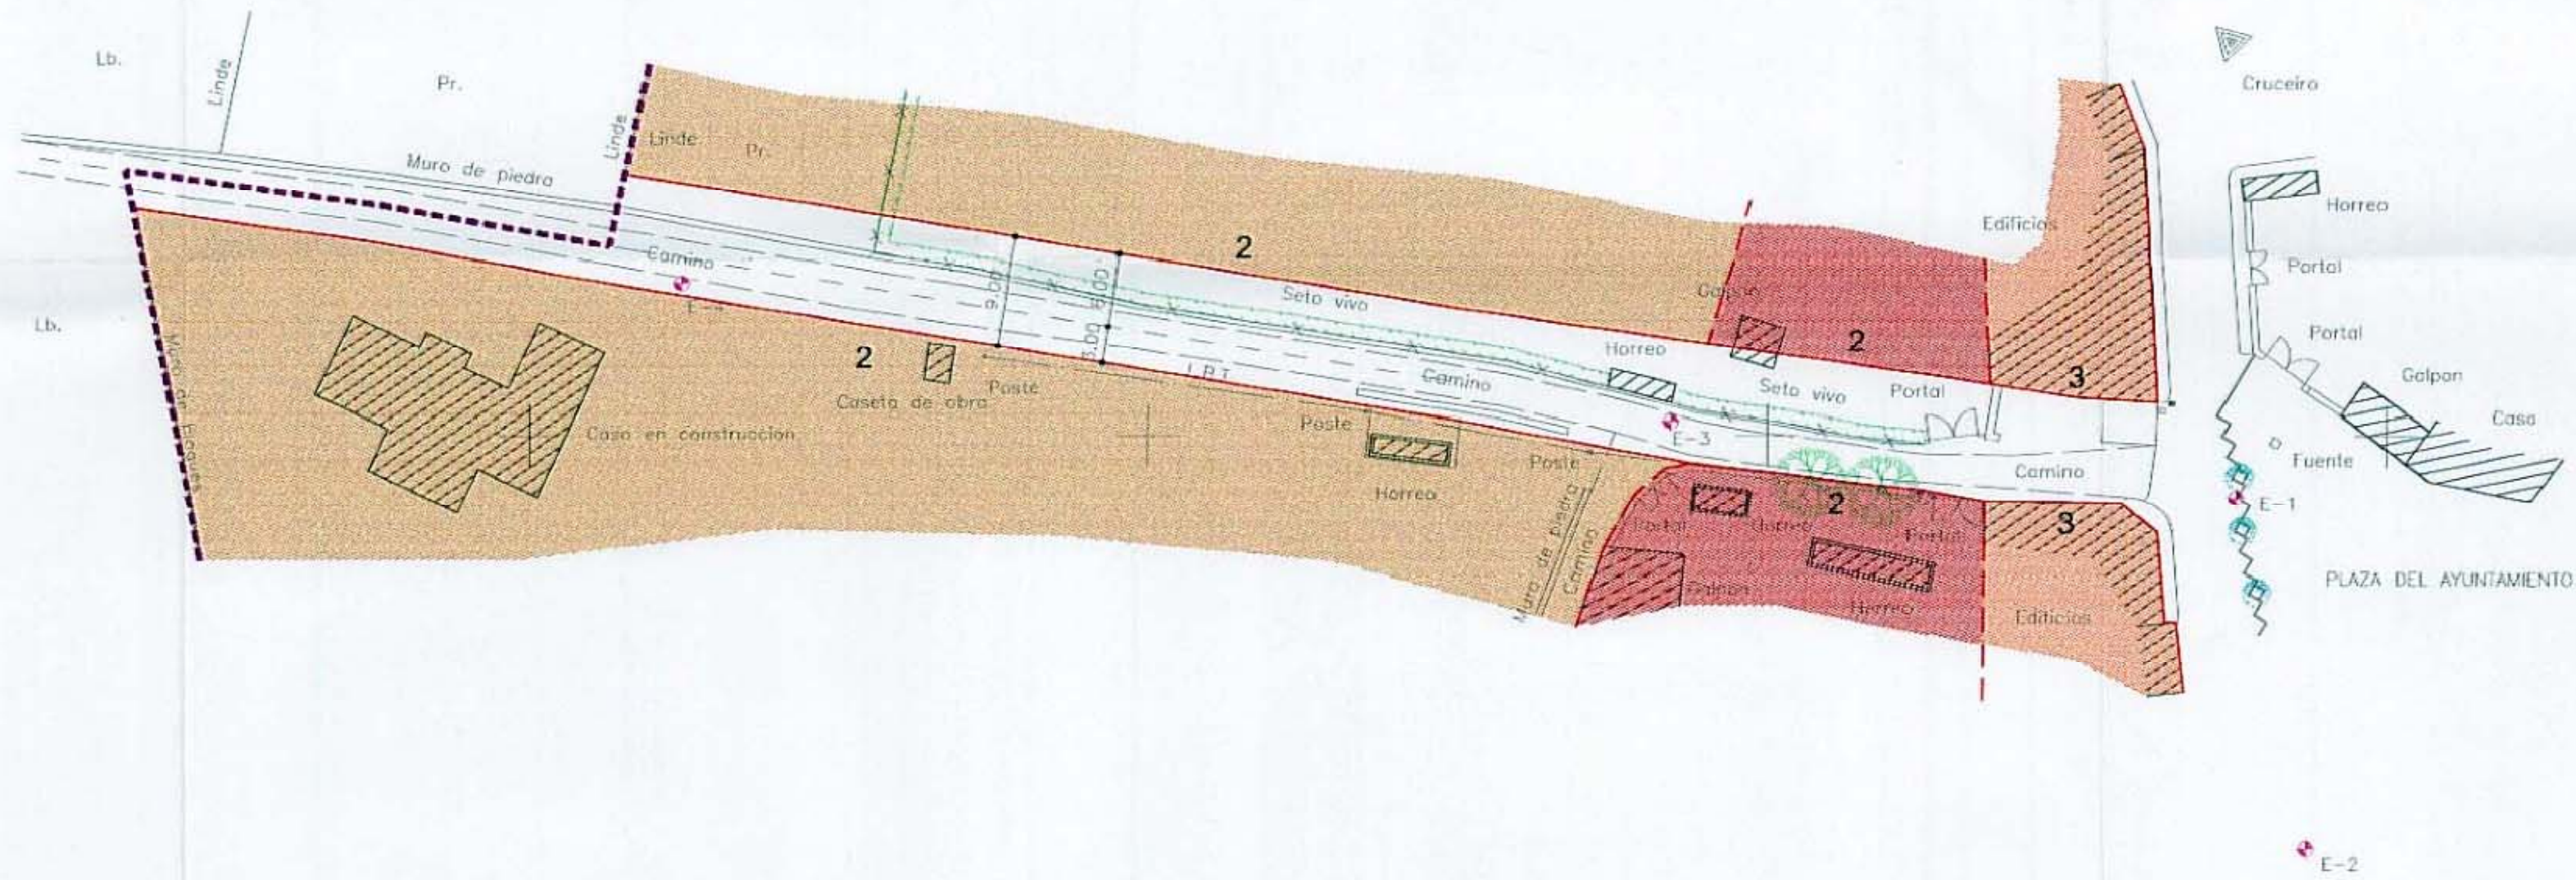 Lb.
Linde
Pr.
Cruceiro
Linde
Linde
Pr.
Muro de piedra
Horreo
Edificios
2
Camino
Portal
9.00
6.00
Seto vivo
Galpon
Lb.
E-4
3.00
Portal
2
Horreo
2
Muro de Bloques
L.B.T.
Camino
Seto vivo
Portal
3
Galpon
Poste
Caseta de obra
Casa
Casa en construccion
Poste
E-3
Poste
Camino
Fuente
Horreo
2
E-1
Muro de piedra
Camino
Portal
Horreo
Portal
3
PLAZA DEL AYUNTAMIENTO
Galpon
Horreo
Edificios
E-2